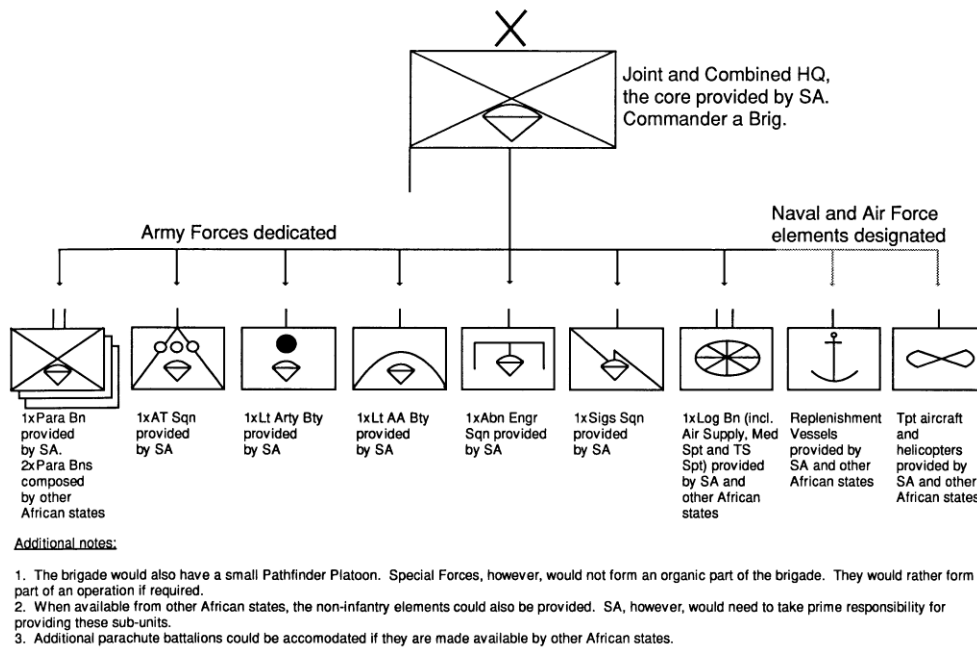 Joint and Combined HQ,
the core provided by SA.
Commander a Brig.
Army Forces dedicated
Naval and Air Force
elements designated
1xPara Bn
provided
by SA.
2xPara Bns
composed
by other
African states
1xAT Sqn
provided
by SA
1xLt Arty Bty
provided
by SA
1xLt AA Bty
provided
by SA
1xAbn Engr
Sqn provided
by SA
1xSigs Sqn
provided
by SA
1xLog Bn (incl.
Air Supply, Med
Spt and TS
Spt) provided
by SA and
other African
states
Replenishment
Vessels
provided by
SA and other
African states
Tpt aircraft
and
helicopters
provided by
SA and other
African states
Additional notes:
1. The brigade would also have a small Pathfinder Platoon. Special Forces, however, would not form an organic part of the brigade. They would rather form
part of an operation if required.
2. When available from other African states, the non-infantry elements could also be provided. SA, however, would need to take prime responsibility for
providing these sub-units.
3. Additional parachute battalions could be accomodated if they are made available by other African states.